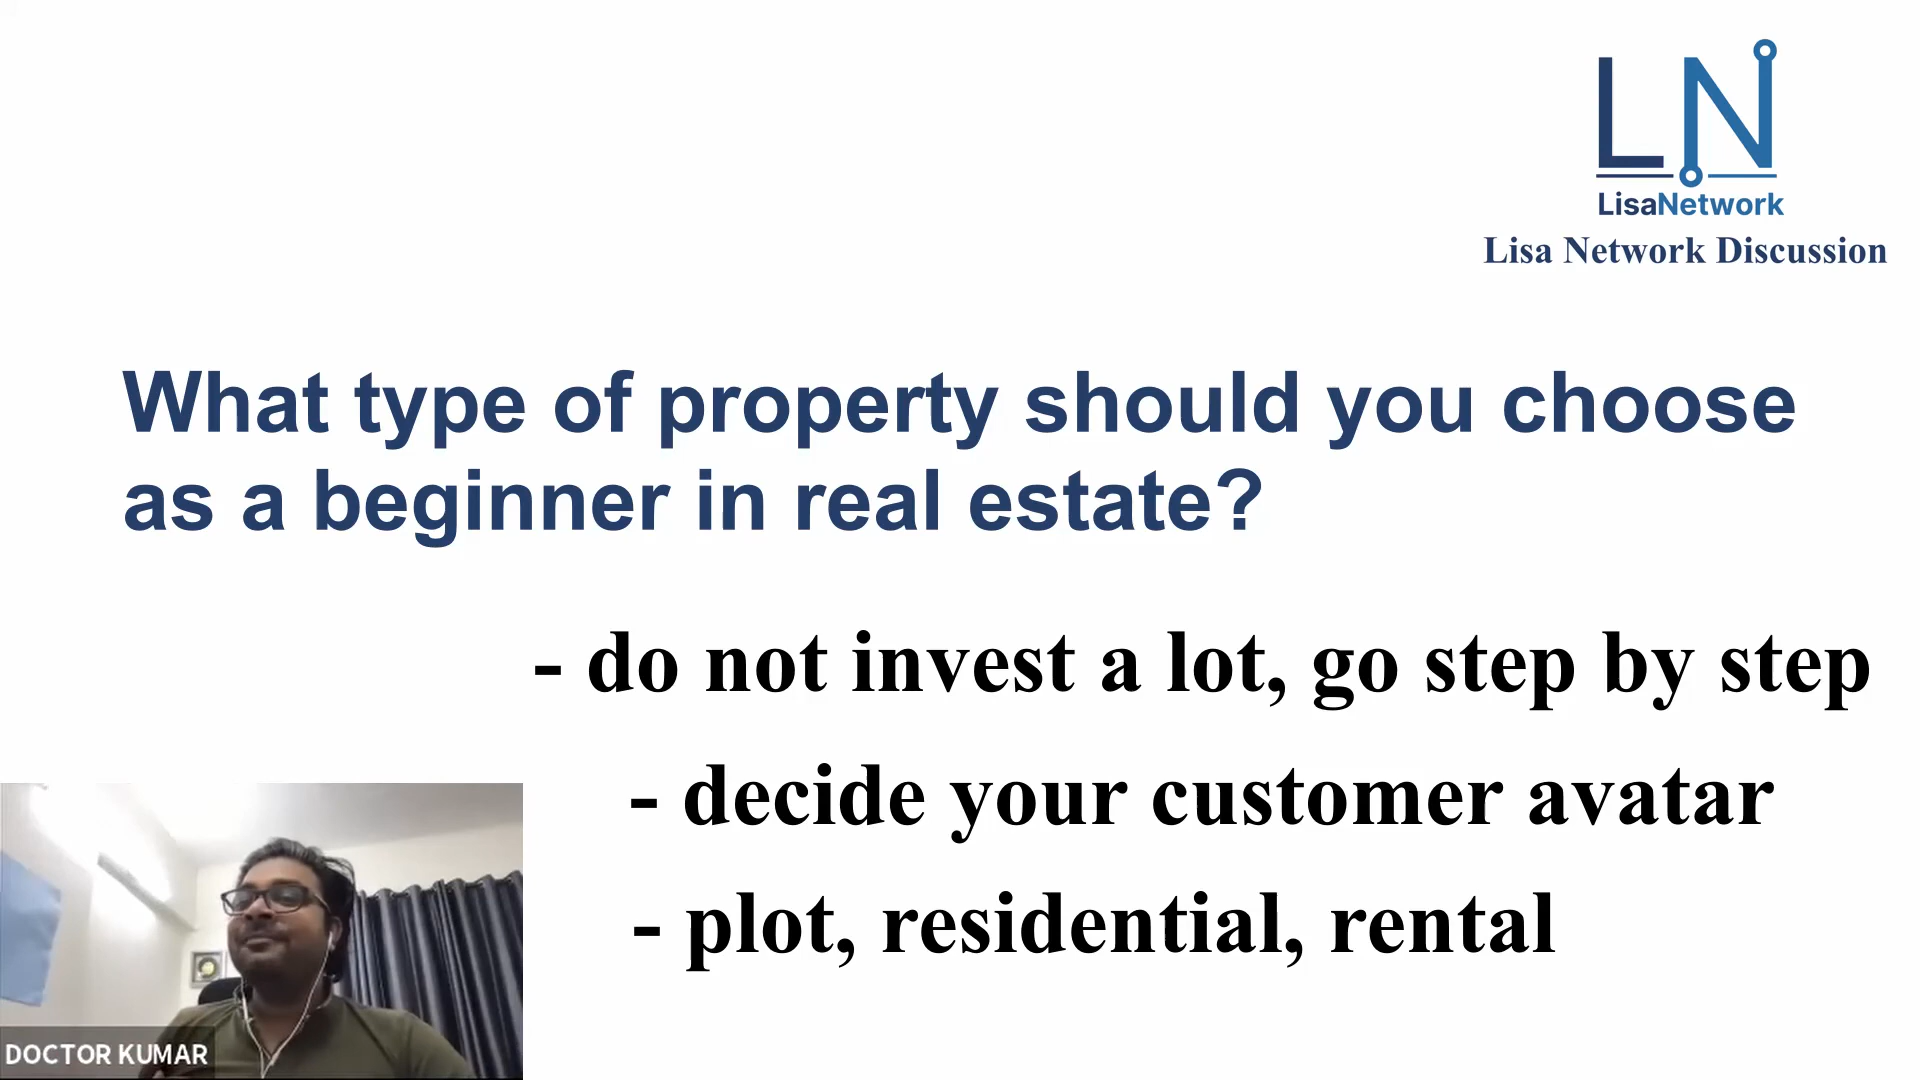 LN
LisaNetwork
Lisa Network Discussion
What type of property should you choose
as a beginner in real estate?
- do not invest a lot, go step by step
- decide your customer avatar
- plot, residential, rental
DOCTOR KUMAR